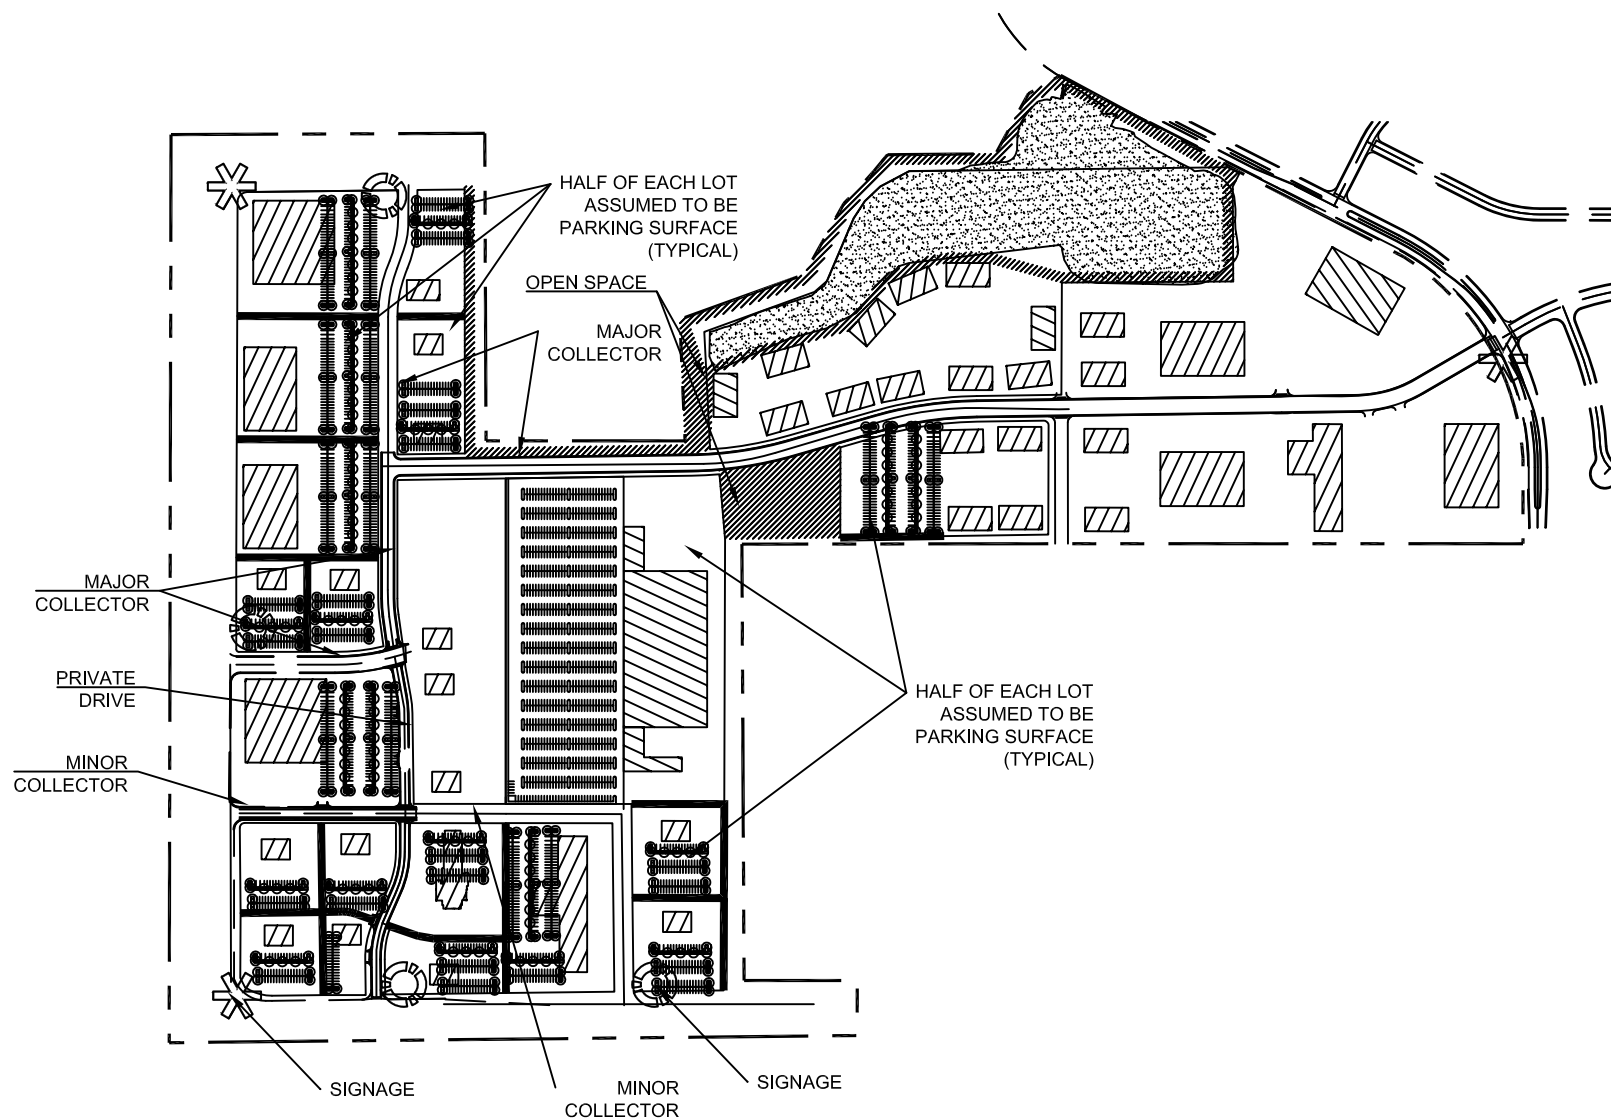 HALF OF EACH LOT
ASSUMED TO BE
PARKING SURFACE
(TYPICAL)
OPEN SPACE
MAJOR
COLLECTOR
MAJOR
COLLECTOR
PRIVATE
DRIVE
HALF OF EACH LOT
ASSUMED TO BE
PARKING SURFACE
(TYPICAL)
MINOR
COLLECTOR
SIGNAGE
MINOR
COLLECTOR
SIGNAGE